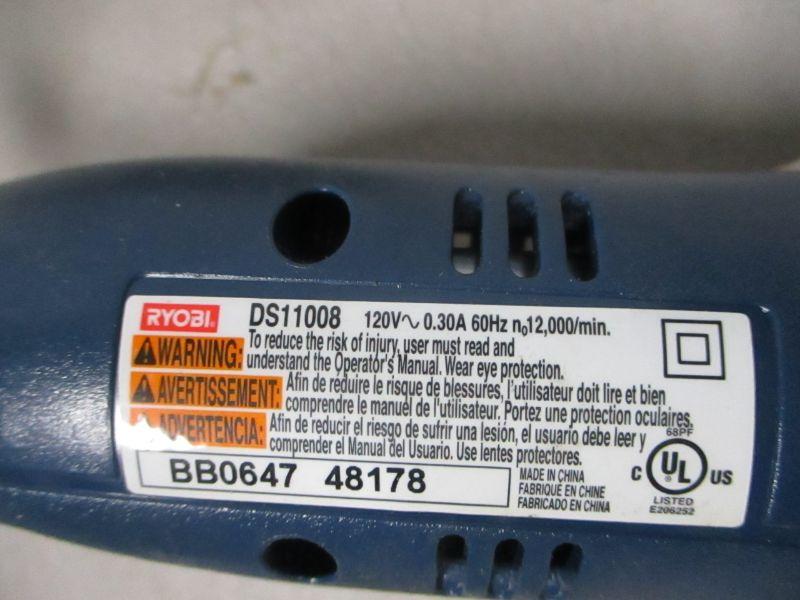 RYOBI DS11008 120V~ 0.30A 60Hz n₀12,000/min.
WARNING: To reduce the risk of injury, user must read and
understand the Operator's Manual. Wear eye protection.
AVERTISSEMENT: Afin de réduire le risque de blessures, l'utilisateur doit lire et bien
comprendre le manuel de l'utilisateur. Portez une protection oculaires.
ADVERTENCIA: Afin de reducir el riesgo de sufrir una lesión, el usuario debe leer y
comprender el Manual del Usuario. Use lentes protectores.
BB0647 48178
MADE IN CHINA
FABRIQUE EN CHINE
FABRICADO EN CHINA
68PF
C UL US
LISTED
E206252